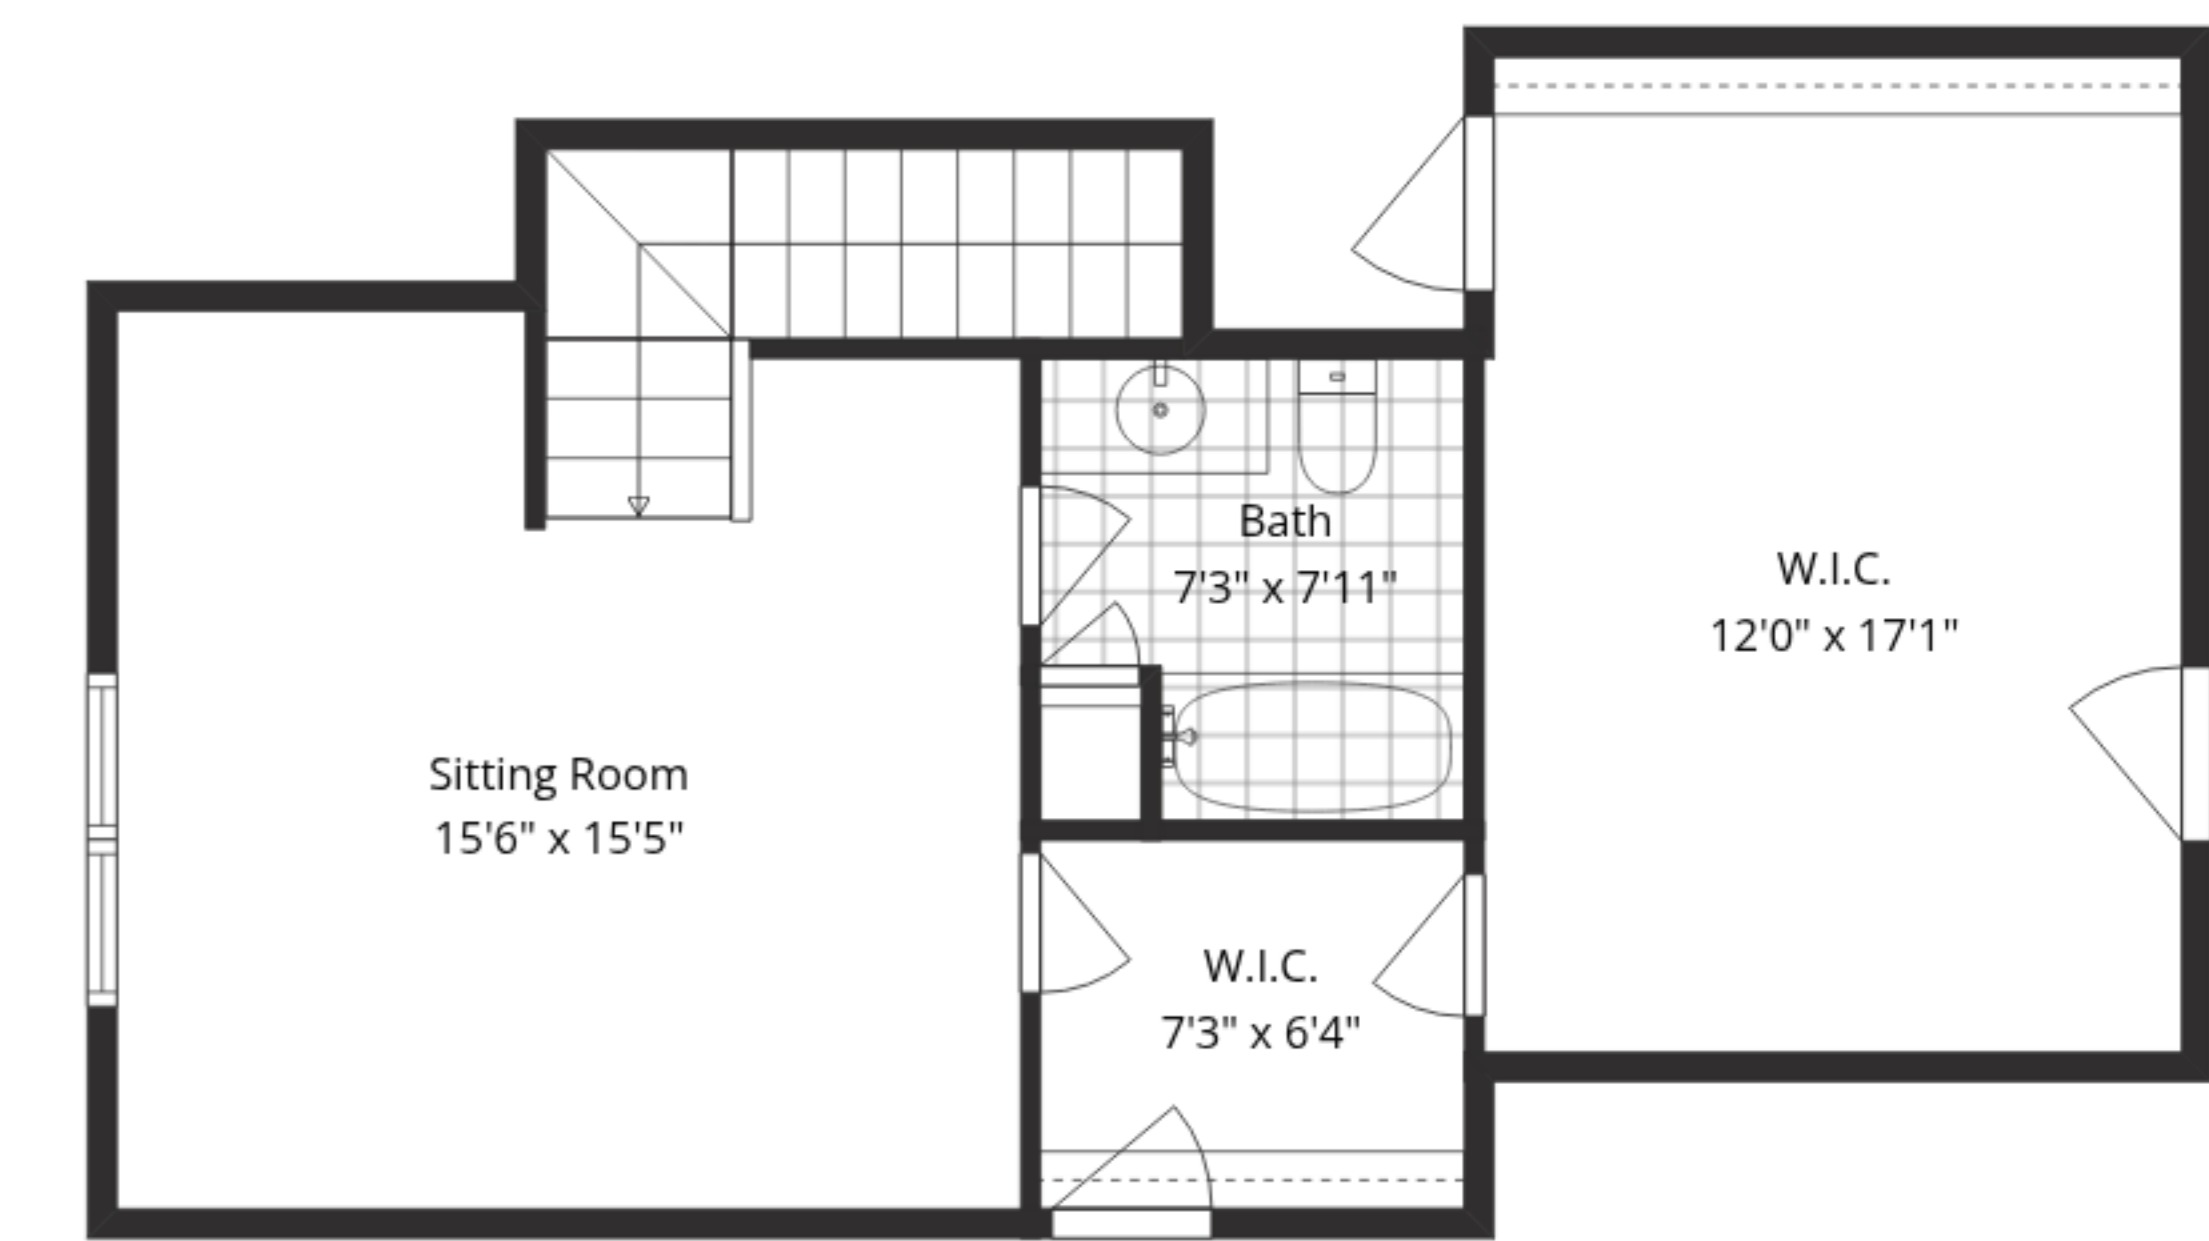 Bath
7'3" x 7'11"
W.I.C.
12'0" x 17'1"
Sitting Room
15'6" x 15'5"
W.I.C.
7'3" x 6'4"